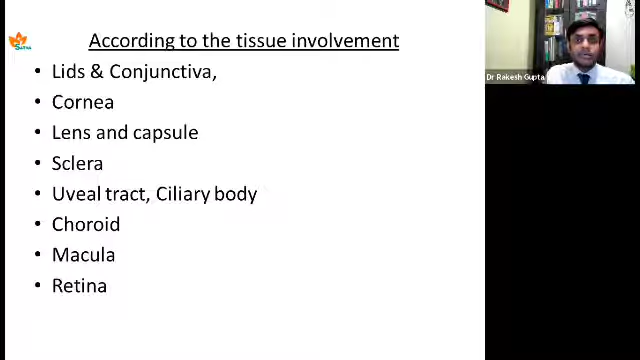 According to the tissue involvement
• Lids & Conjunctiva,
• Cornea
• Lens and capsule
• Sclera
• Uveal tract, Ciliary body
• Choroid
• Macula
• Retina
Dr Rakesh Gupta